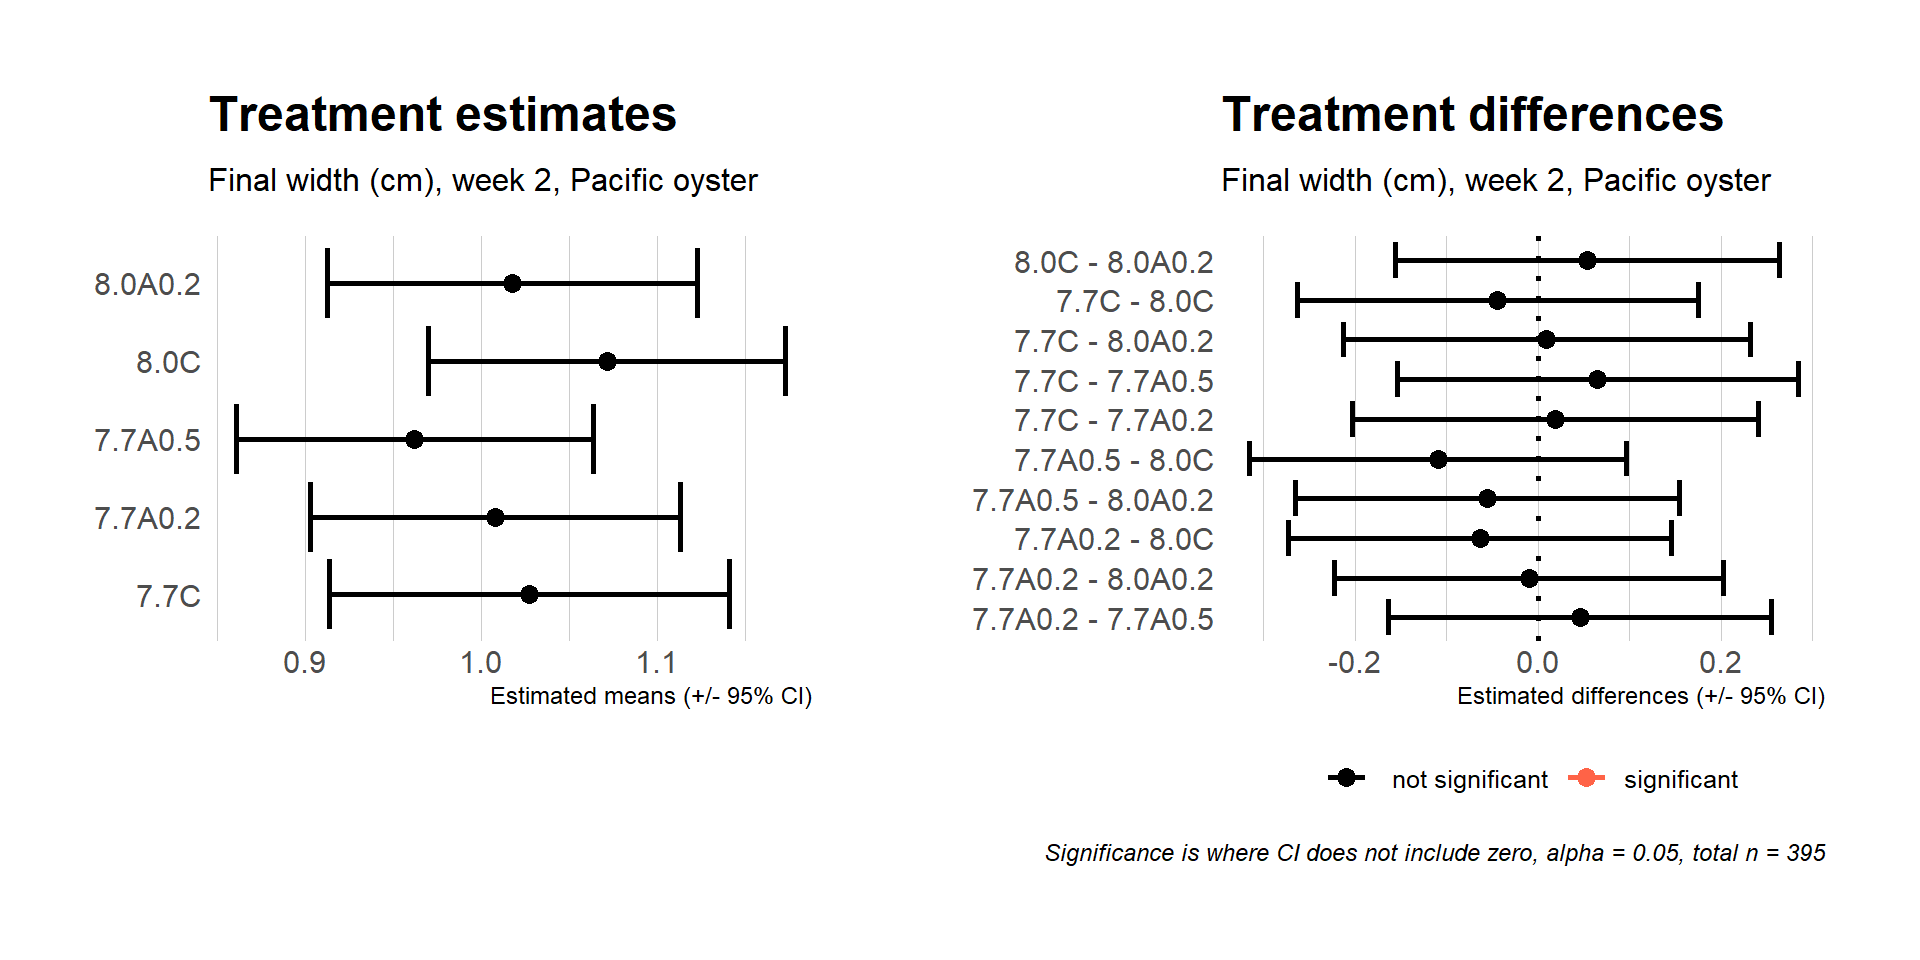 Treatment estimates
Final width (cm), week 2, Pacific oyster
8.0A0.2
8.0C
7.7A0.5
7.7A0.2
7.7C
0.9 1.0 1.1
Estimated means (+/- 95% CI)
Treatment differences
Final width (cm), week 2, Pacific oyster
8.0C - 8.0A0.2
7.7C - 8.0C
7.7C - 8.0A0.2
7.7C - 7.7A0.5
7.7C - 7.7A0.2
7.7A0.5 - 8.0C
7.7A0.5 - 8.0A0.2
7.7A0.2 - 8.0C
7.7A0.2 - 8.0A0.2
7.7A0.2 - 7.7A0.5
-0.2 0.0 0.2
Estimated differences (+/- 95% CI)
not significant significant
Significance is where CI does not include zero, alpha = 0.05, total n = 395